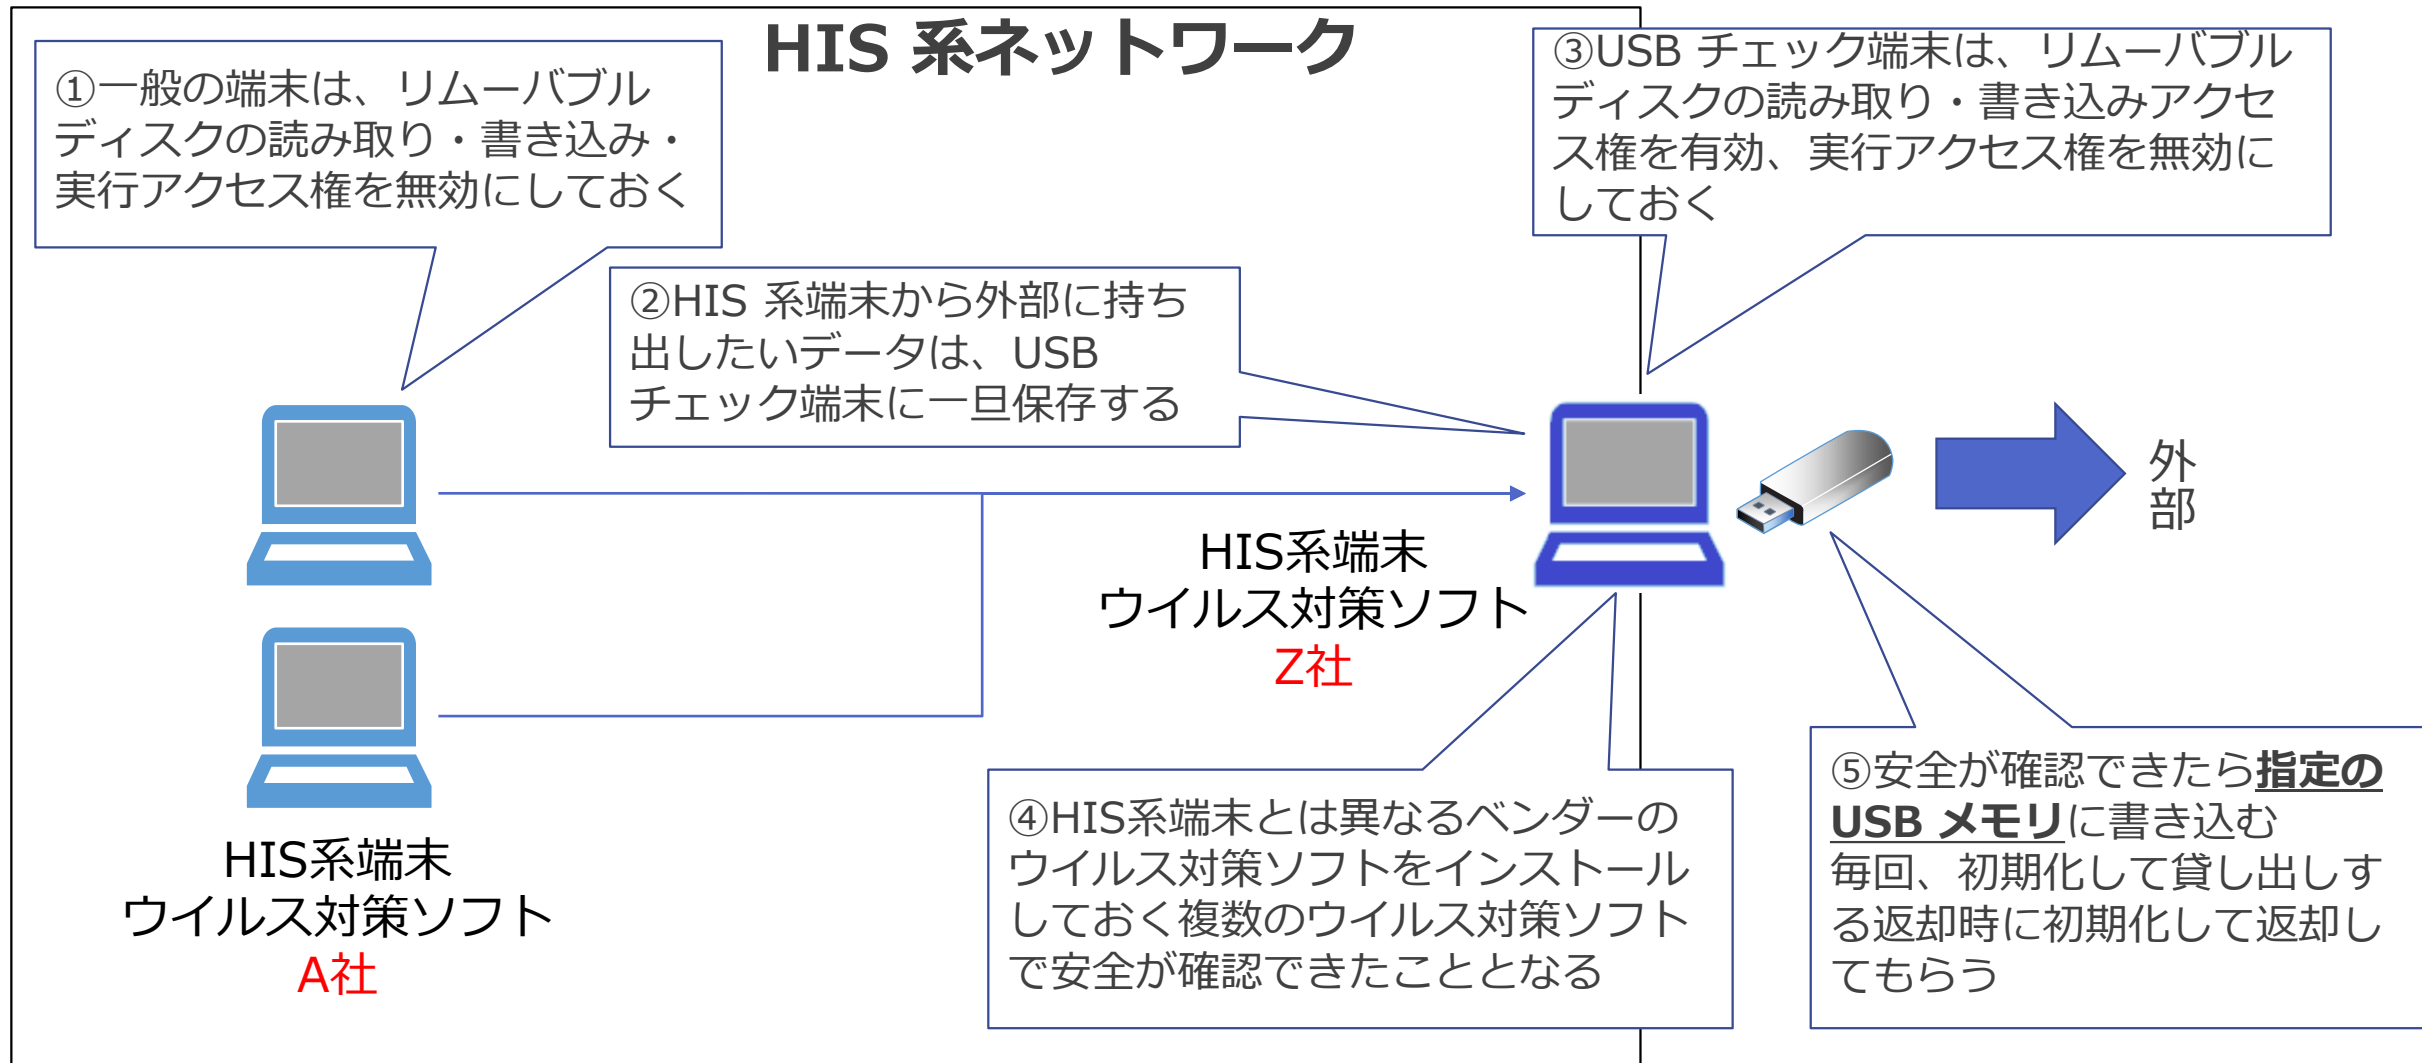 HIS 系ネットワーク
①一般の端末は、リムーバブル
ディスクの読み取り・書き込み・
実行アクセス権を無効にしておく
②HIS 系端末から外部に持ち
出したいデータは、USB
チェック端末に一旦保存する
③USB チェック端末は、リムーバブル
ディスクの読み取り・書き込みアクセ
ス権を有効、実行アクセス権を無効に
しておく
外部
HIS系端末
ウイルス対策ソフト
Z社
HIS系端末
ウイルス対策ソフト
A社
④HIS系端末とは異なるベンダーの
ウイルス対策ソフトをインストール
しておく複数のウイルス対策ソフト
で安全が確認できたこととなる
⑤安全が確認できたら指定の
USB メモリに書き込む
毎回、初期化して貸し出しす
る返却時に初期化して返却し
てもらう